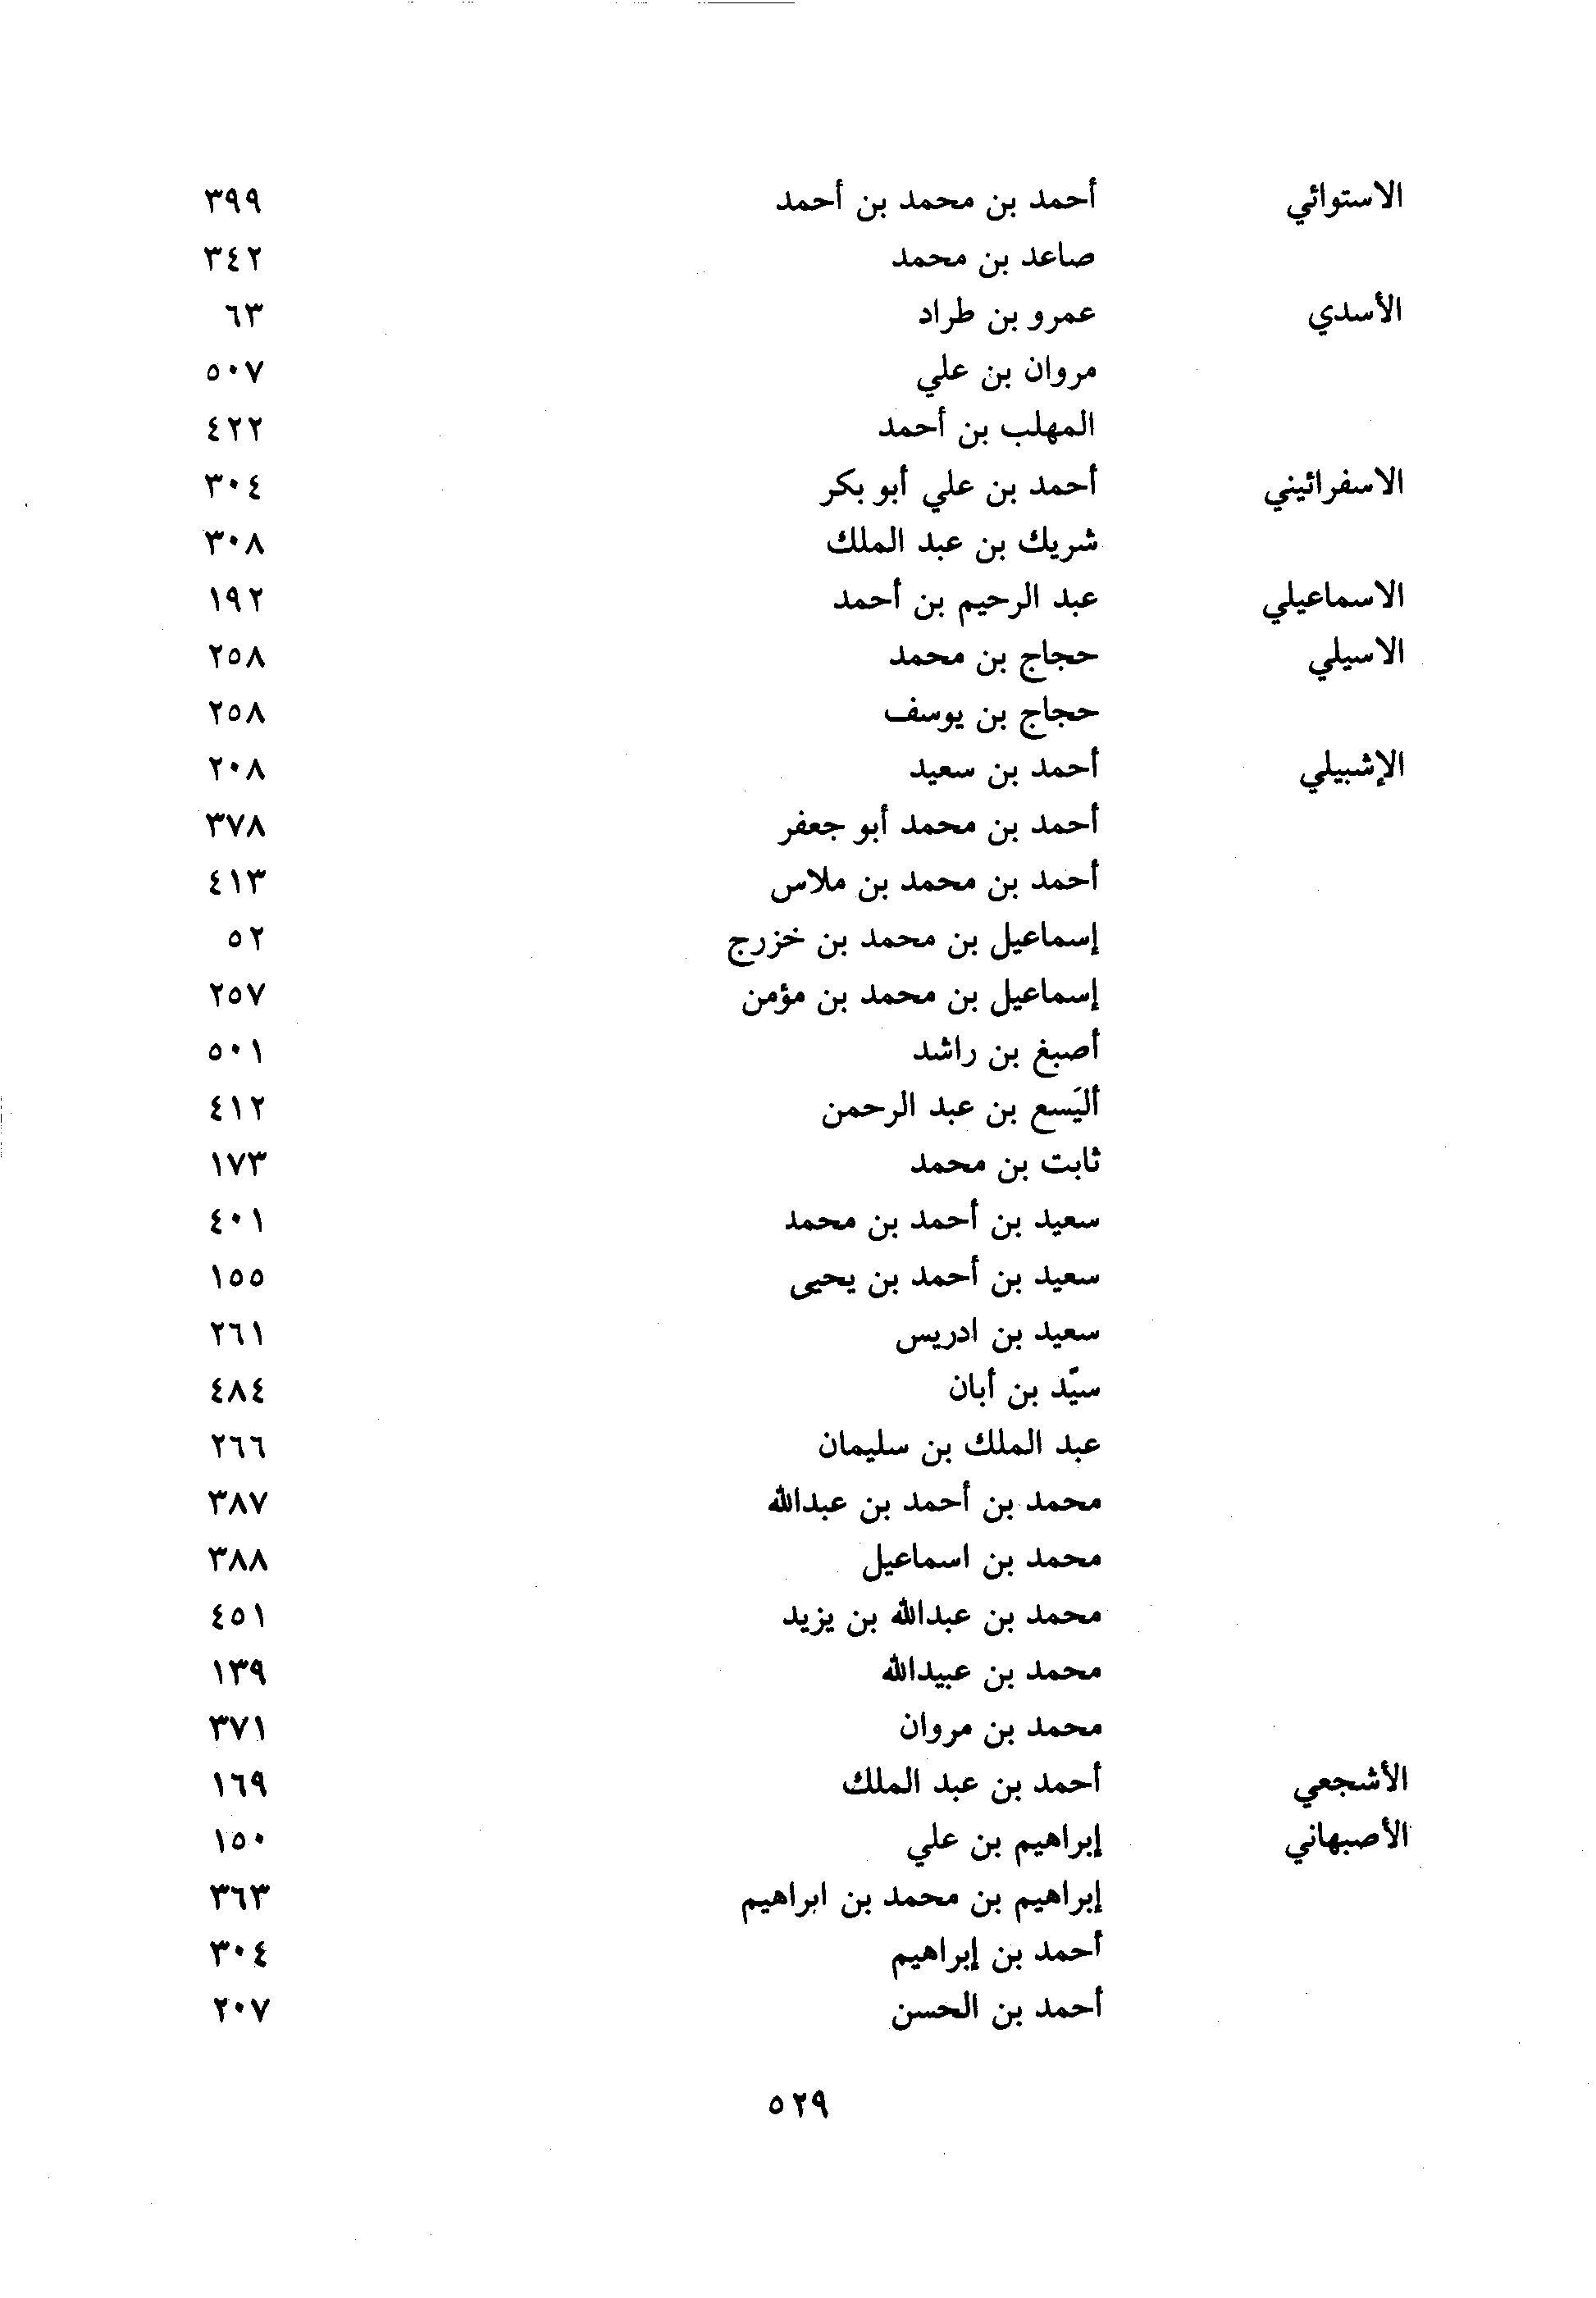 الاستوائي أحمد بن محمد بن أحمد ٣٩٩
صاعد بن محمد ٣٤٢
الأسدي عمرو بن طراد ٦٣
مروان بن علي ٥٠٧
المهلب بن أحمد ٤٢٢
الاسفرائيني أحمد بن علي أبو بكر ٣٠٤
شريك بن عبد الملك ٣٠٨
الاسماعيلي عبد الرحيم بن أحمد ١٩٢
الاسيلي حجاج بن محمد ٢٥٨
حجاج بن يوسف ٢٥٨
الإشبيلي أحمد بن سعيد ٢٠٨
أحمد بن محمد أبو جعفر ٣٧٨
أحمد بن محمد بن ملاس ٤١٣
إسماعيل بن محمد بن خزرج ٥٢
إسماعيل بن محمد بن مؤمن ٢٥٧
أصبغ بن راشد ٥٠١
أليَسع بن عبد الرحمن ٤١٢
ثابت بن محمد ١٧٣
سعيد بن أحمد بن محمد ٤٠١
سعيد بن أحمد بن يحيى ١٥٥
سعيد بن ادريس ٢٦١
سيّد بن أبان ٤٨٤
عبد الملك بن سليمان ٢٦٦
محمد بن أحمد بن عبدالله ٣٨٧
محمد بن اسماعيل ٣٨٨
محمد بن عبدالله بن يزيد ٤٥١
محمد بن عبيدالله ١٣٩
محمد بن مروان ٣٧١
الأشجعي أحمد بن عبد الملك ١٦٩
الأصبهاني إبراهيم بن علي ١٥٠
إبراهيم بن محمد بن ابراهيم ٣٦٣
أحمد بن إبراهيم ٣٠٤
أحمد بن الحسن ٢٠٧
٥٢٩